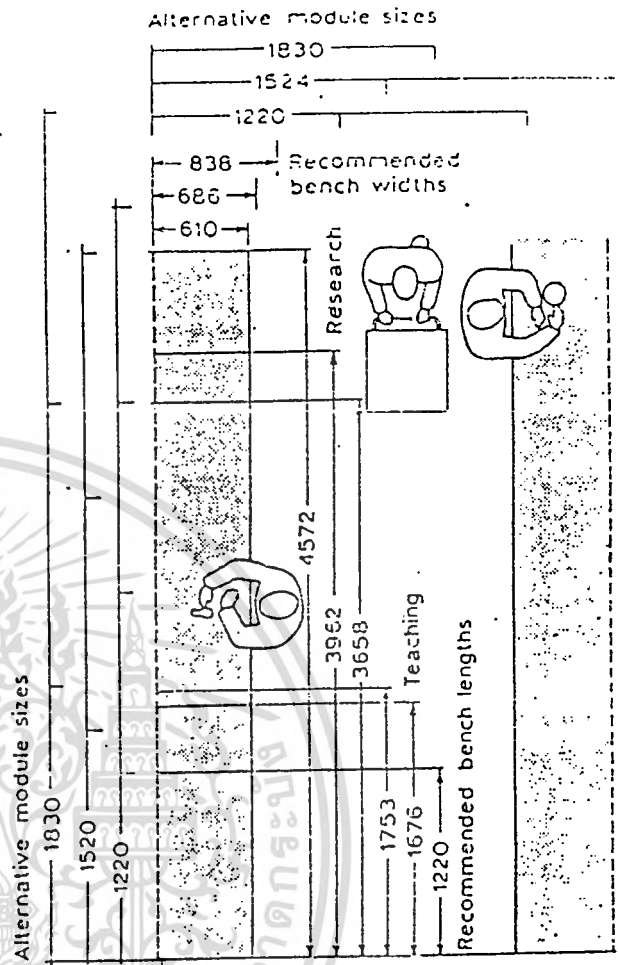 Alternative module sizes
1830
1524
1220
838
Recommended
bench widths
686
610
Research
4572
3962
3658
Teaching
1753
1676
1220
Recommended bench lengths
Alternative module sizes
1830
1520
1220